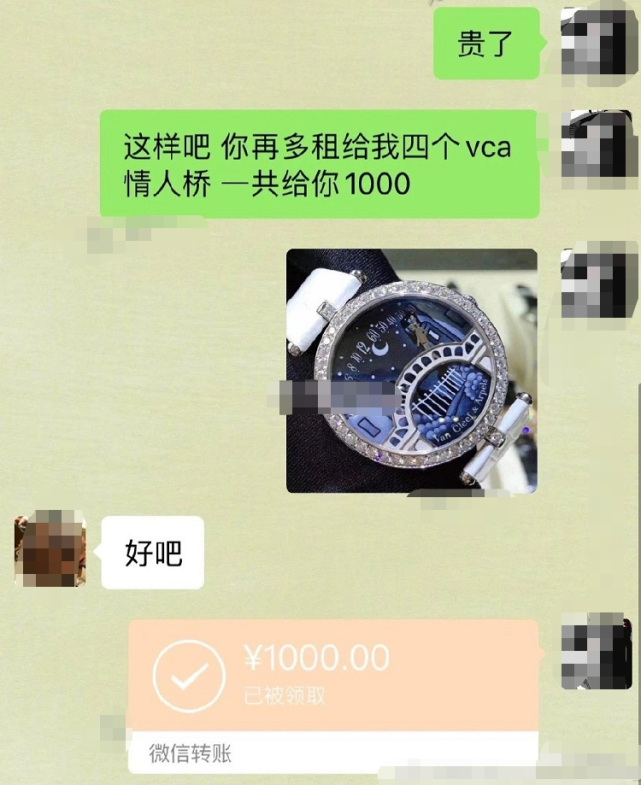 贵了
这样吧 你再多租给我四个vca
情人桥 一共给你1000
Van Cleef & Arpels
好吧
¥1000.00
已被领取
微信转账